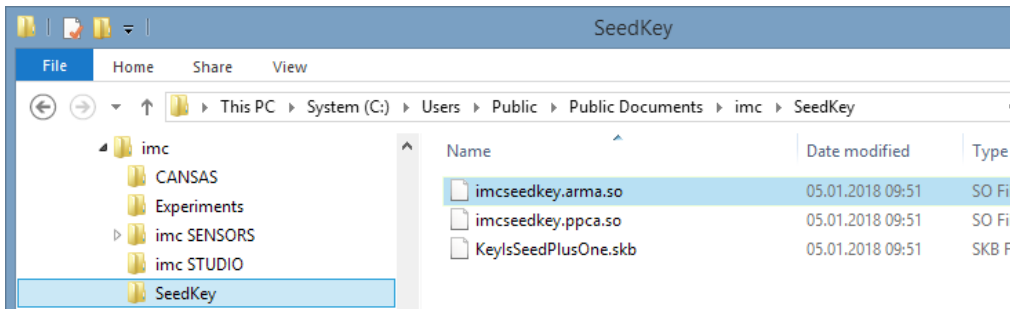 SeedKey
File Home Share View
This PC System (C:) Users Public Public Documents imc SeedKey
imc
CANSAS
Experiments
imc SENSORS
imc STUDIO
SeedKey
Name Date modified Type
imcseedkey.arma.so 05.01.2018 09:51 SO Fi
imcseedkey.ppca.so 05.01.2018 09:51 SO Fi
KeyIsSeedPlusOne.skb 05.01.2018 09:51 SKB F